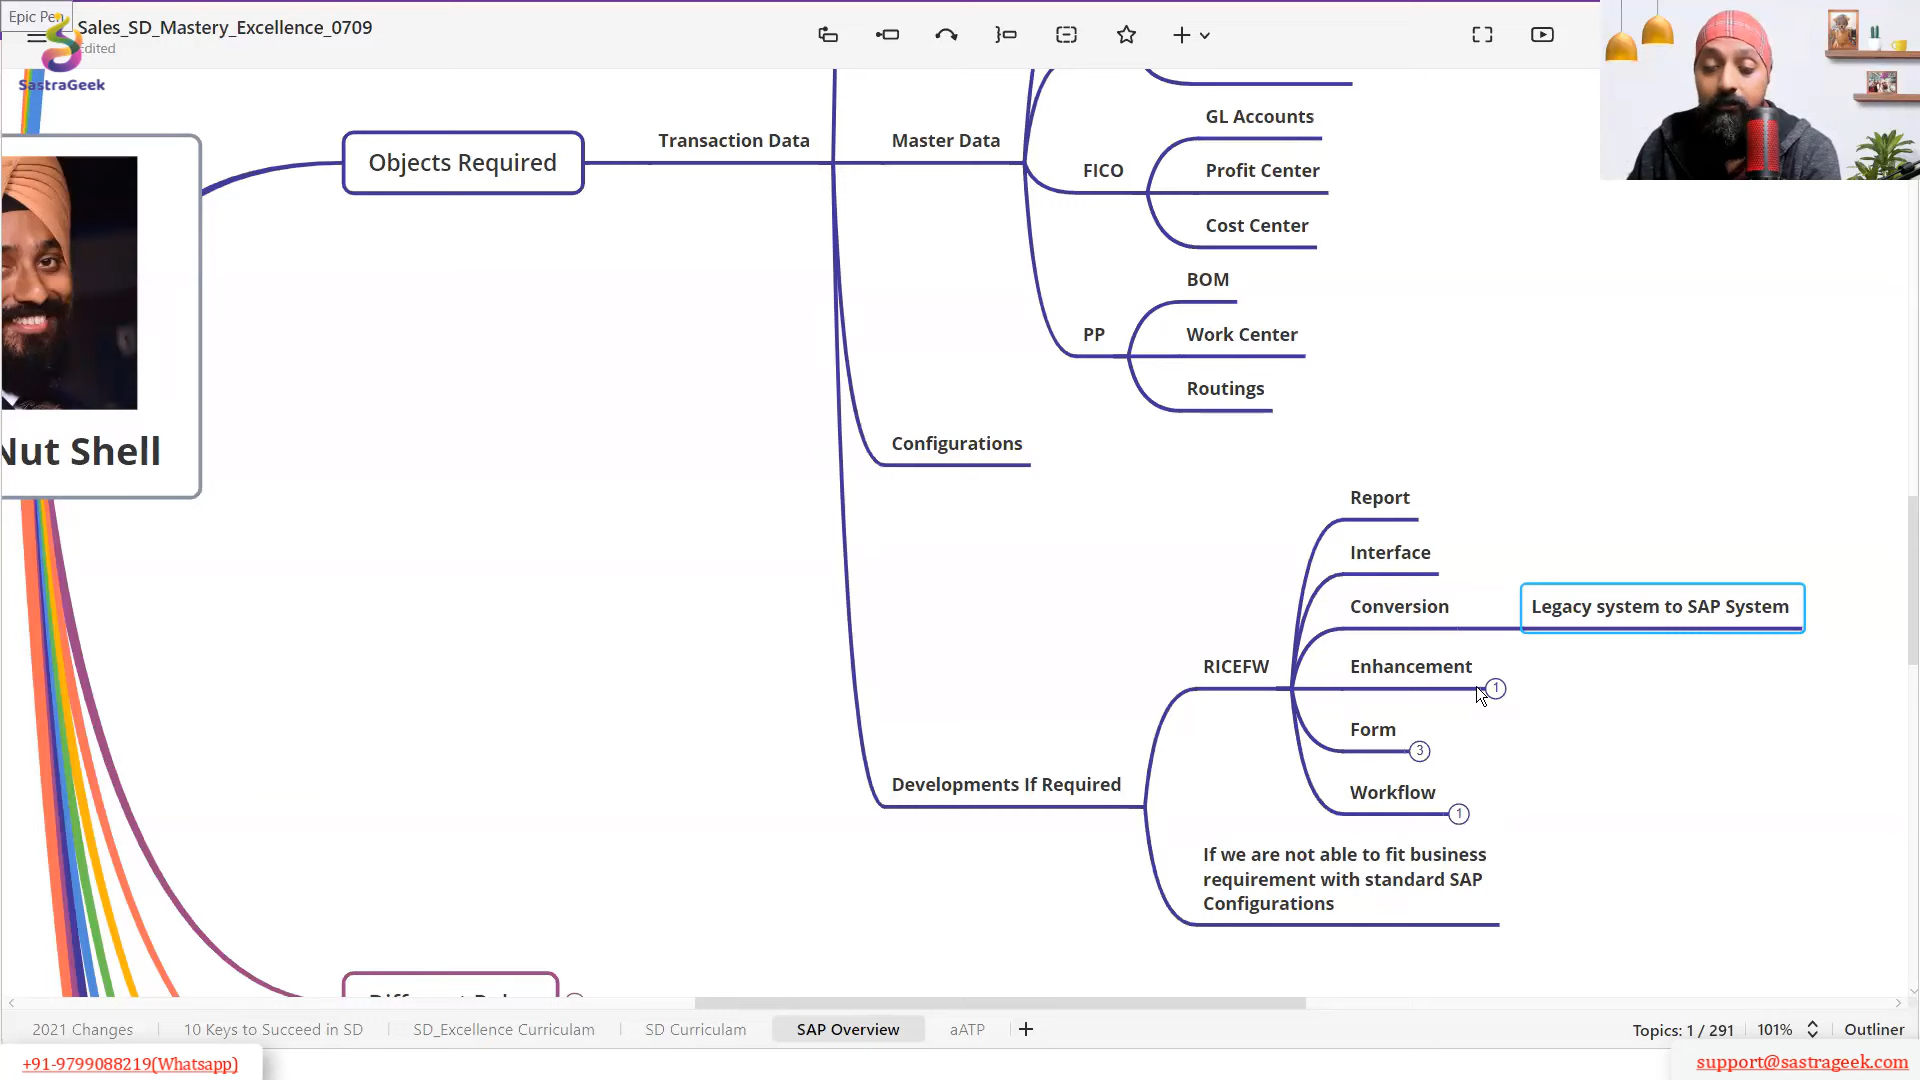 Epic Pen
Sales_SD_Mastery_Excellence_0709
Edited
SastraGeek
Objects Required
Transaction Data
Master Data
FICO
GL Accounts
Profit Center
Cost Center
PP
BOM
Work Center
Routings
Nut Shell
Configurations
Developments If Required
RICEFW
Report
Interface
Conversion
Legacy system to SAP System
Enhancement
1
Form
3
Workflow
1
If we are not able to fit business
requirement with standard SAP
Configurations
2021 Changes
10 Keys to Succeed in SD
SD_Excellence Curriculam
SD Curriculam
SAP Overview
aATP
Topics: 1 / 291
101%
Outliner
+91-9799088219(Whatsapp)
support@sastrageek.com